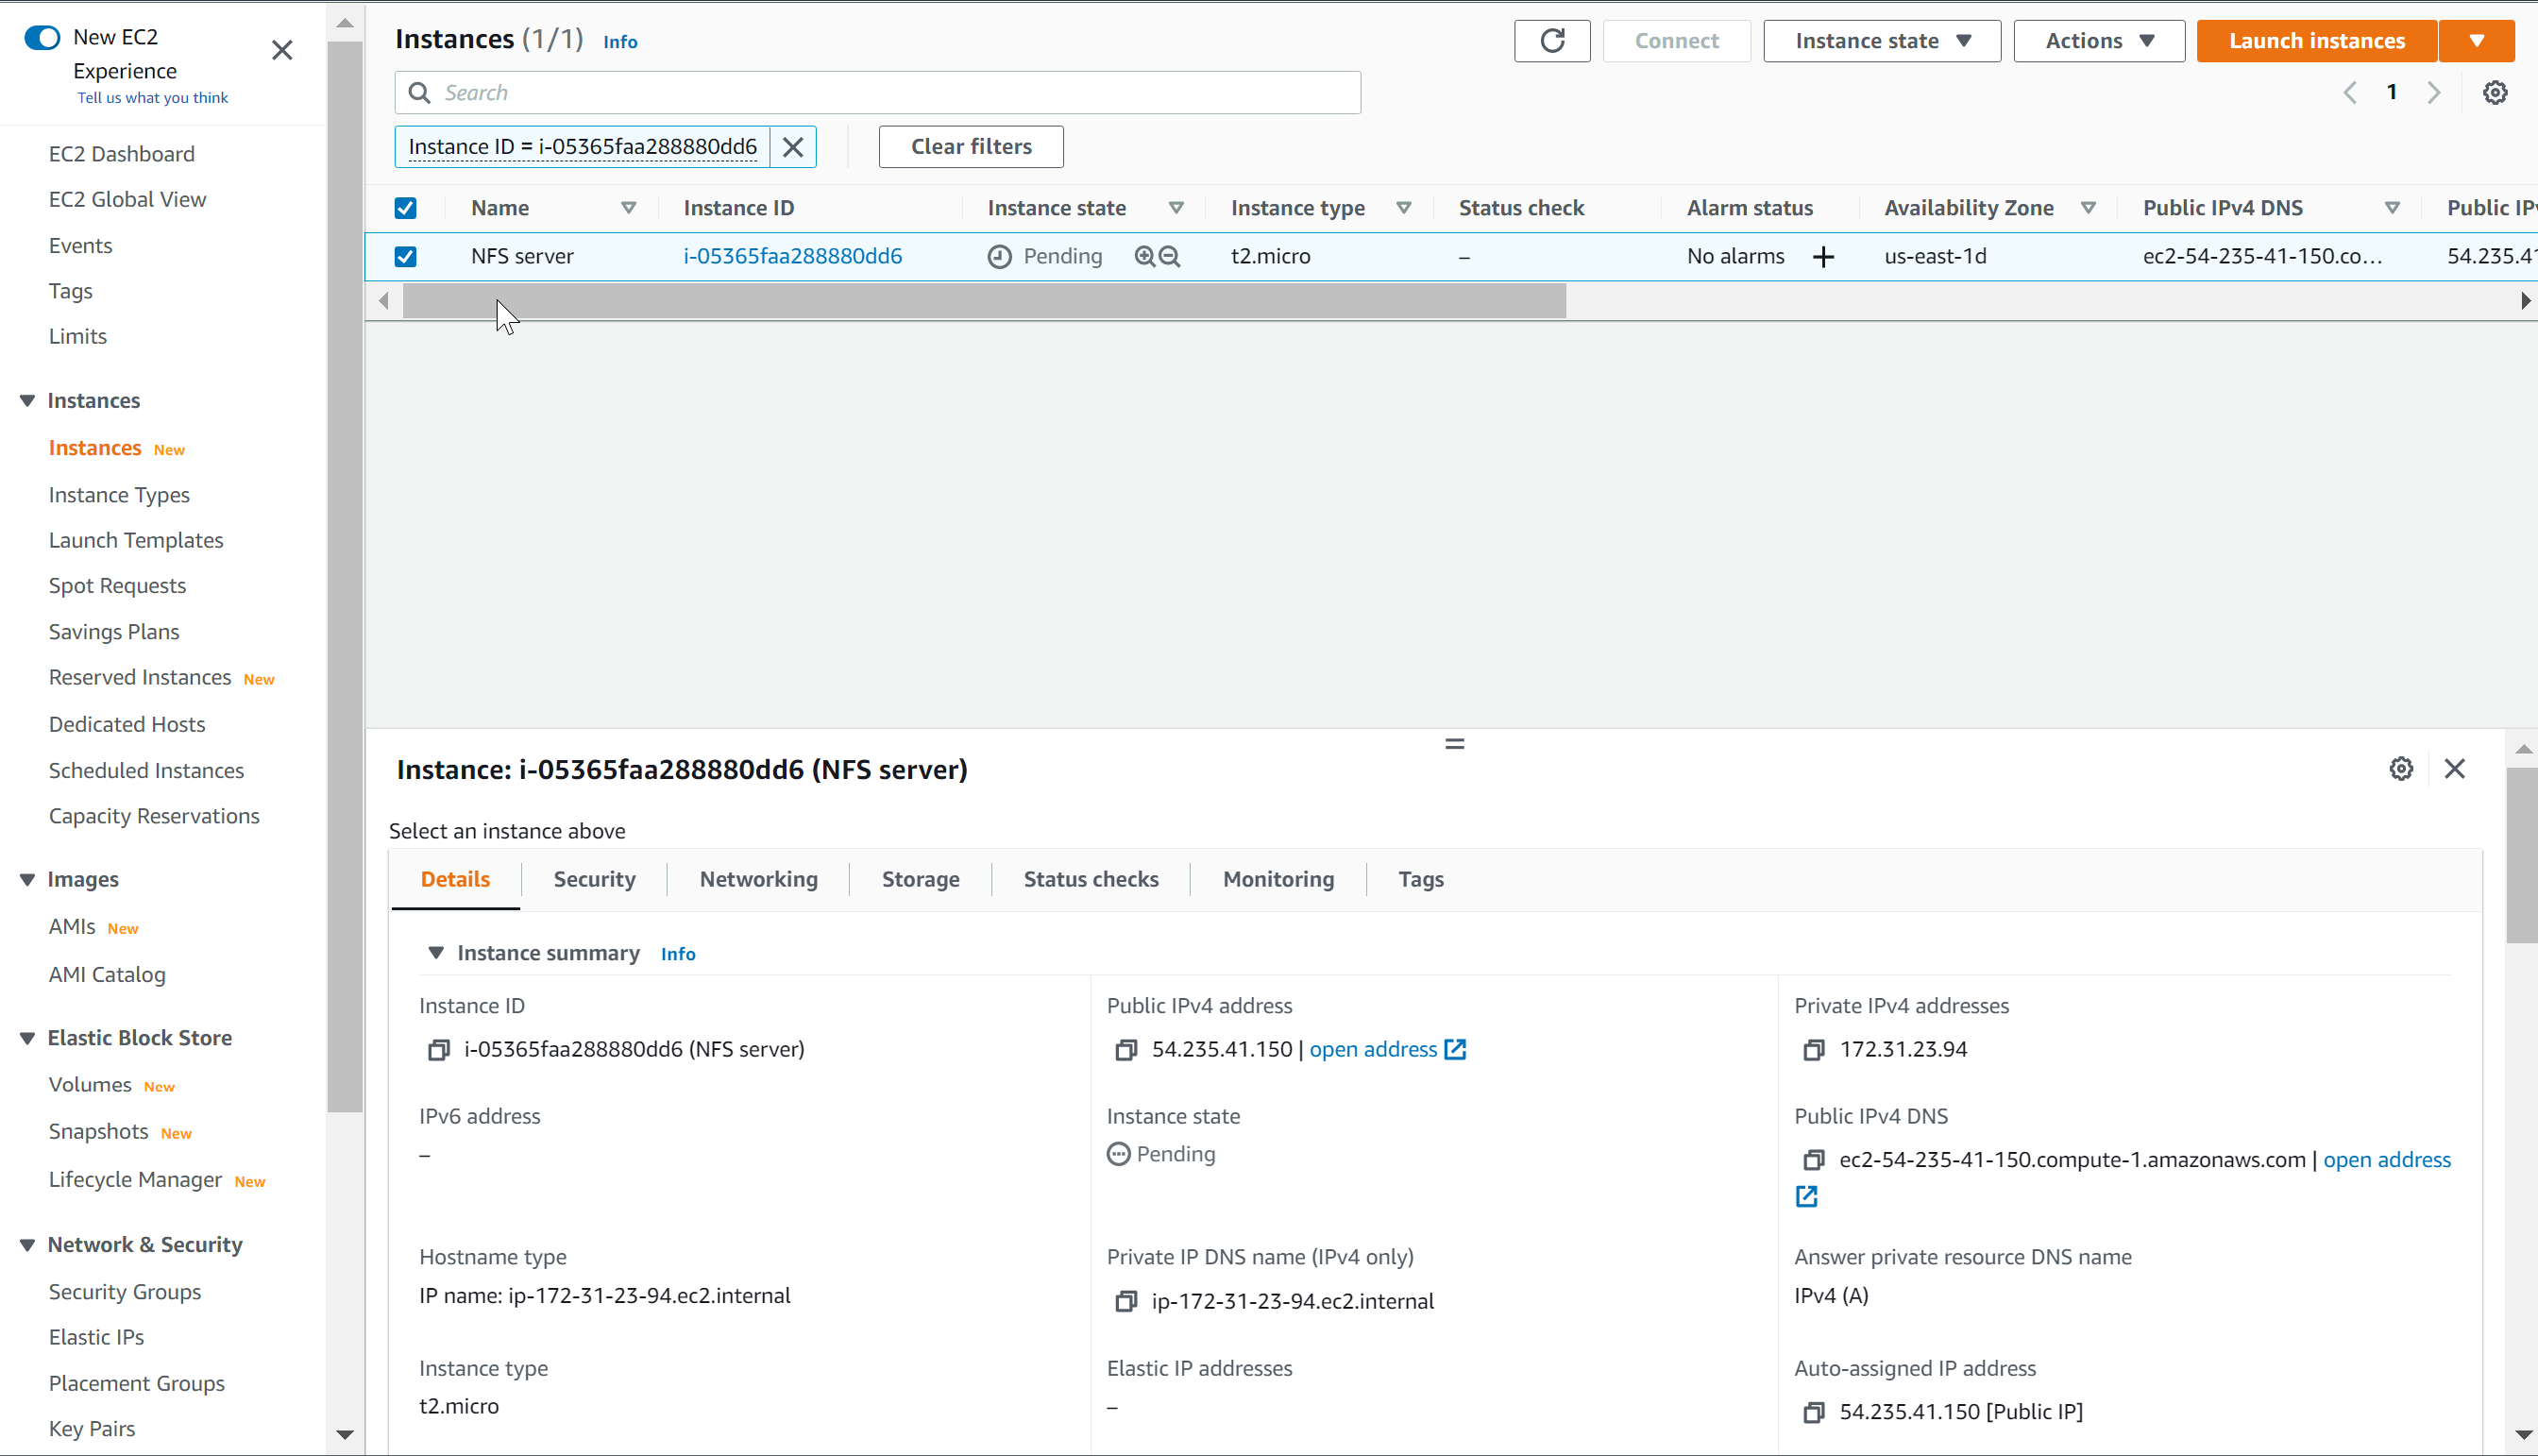 New EC2
Experience
Tell us what you think
EC2 Dashboard
EC2 Global View
Events
Tags
Limits
Instances
Instances New
Instance Types
Launch Templates
Spot Requests
Savings Plans
Reserved Instances New
Dedicated Hosts
Scheduled Instances
Capacity Reservations
Images
AMIs New
AMI Catalog
Elastic Block Store
Volumes New
Snapshots New
Lifecycle Manager New
Network & Security
Security Groups
Elastic IPs
Placement Groups
Key Pairs
Instances (1/1) Info
Connect
Instance state
Actions
Launch instances
Search
1
Instance ID = i-05365faa288880dd6
Clear filters
Name Instance ID Instance state Instance type Status check Alarm status Availability Zone Public IPv4 DNS Public IPv
NFS server i-05365faa288880dd6 Pending t2.micro – No alarms + us-east-1d ec2-54-235-41-150.co... 54.235.41
Instance: i-05365faa288880dd6 (NFS server)
Select an instance above
Details Security Networking Storage Status checks Monitoring Tags
Instance summary Info
Instance ID
i-05365faa288880dd6 (NFS server)
Public IPv4 address
54.235.41.150 | open address
Private IPv4 addresses
172.31.23.94
IPv6 address
–
Instance state
Pending
Public IPv4 DNS
ec2-54-235-41-150.compute-1.amazonaws.com | open address
Hostname type
IP name: ip-172-31-23-94.ec2.internal
Private IP DNS name (IPv4 only)
ip-172-31-23-94.ec2.internal
Answer private resource DNS name
IPv4 (A)
Instance type
t2.micro
Elastic IP addresses
–
Auto-assigned IP address
54.235.41.150 [Public IP]